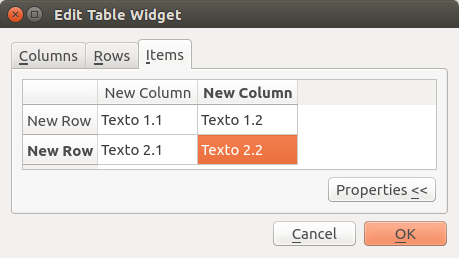 Edit Table Widget
Columns Rows Items
New Column New Column
New Row Texto 1.1 Texto 1.2
New Row Texto 2.1 Texto 2.2
Properties <<
Cancel OK